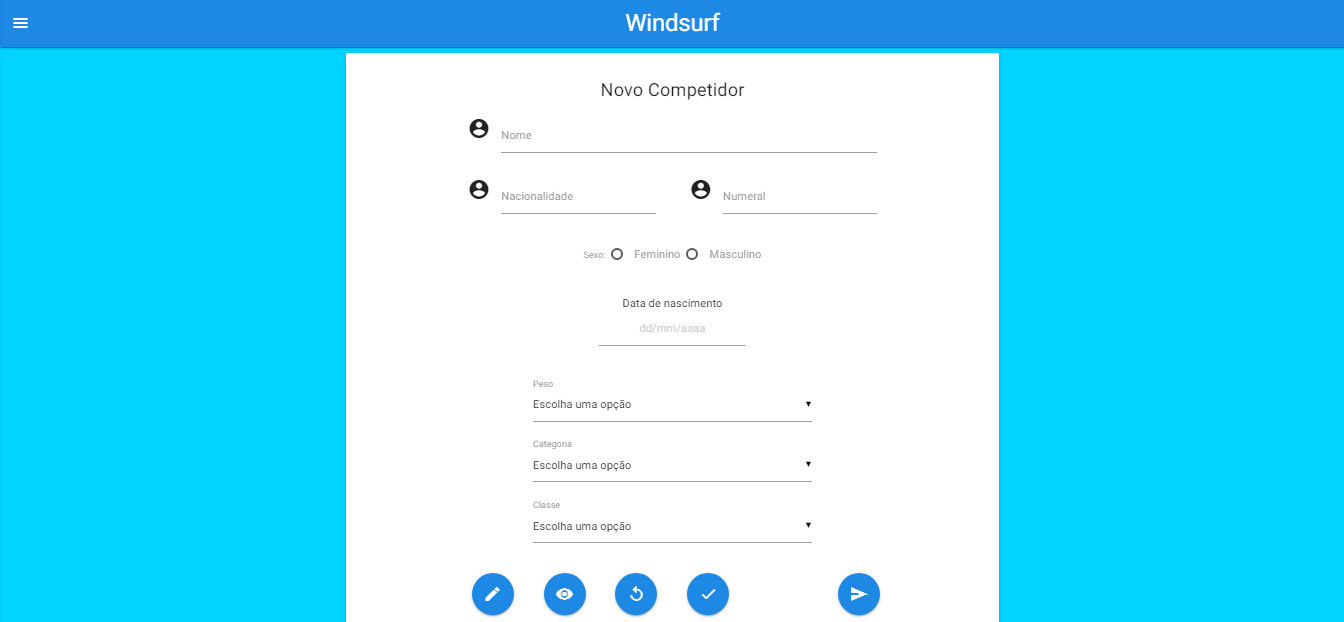 Windsurf
Novo Competidor
Nome
Nacionalidade Numeral
Sexo: Feminino Masculino
Data de nascimento
dd/mm/aaaa
Peso
Escolha uma opção
Categoria
Escolha uma opção
Classe
Escolha uma opção